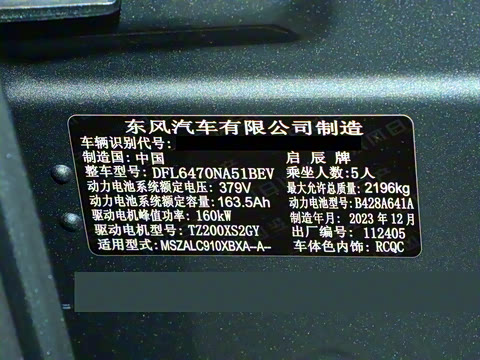 东风汽车有限公司制造
车辆识别代号:
制造国: 中国 启辰牌
整车型号: DFL6470NA51BEV 乘坐人数: 5人
动力电池系统额定电压: 379V 最大允许总质量: 2196kg
动力电池系统额定容量: 163.5Ah 动力电池型号: B428A641A
驱动电机峰值功率: 160kW 制造年月: 2023年12月
驱动电机型号: TZ200XS2GY 出厂编号: 112405
适用型式: MSZALC910XBXA-A- 车体色内饰: RCQC